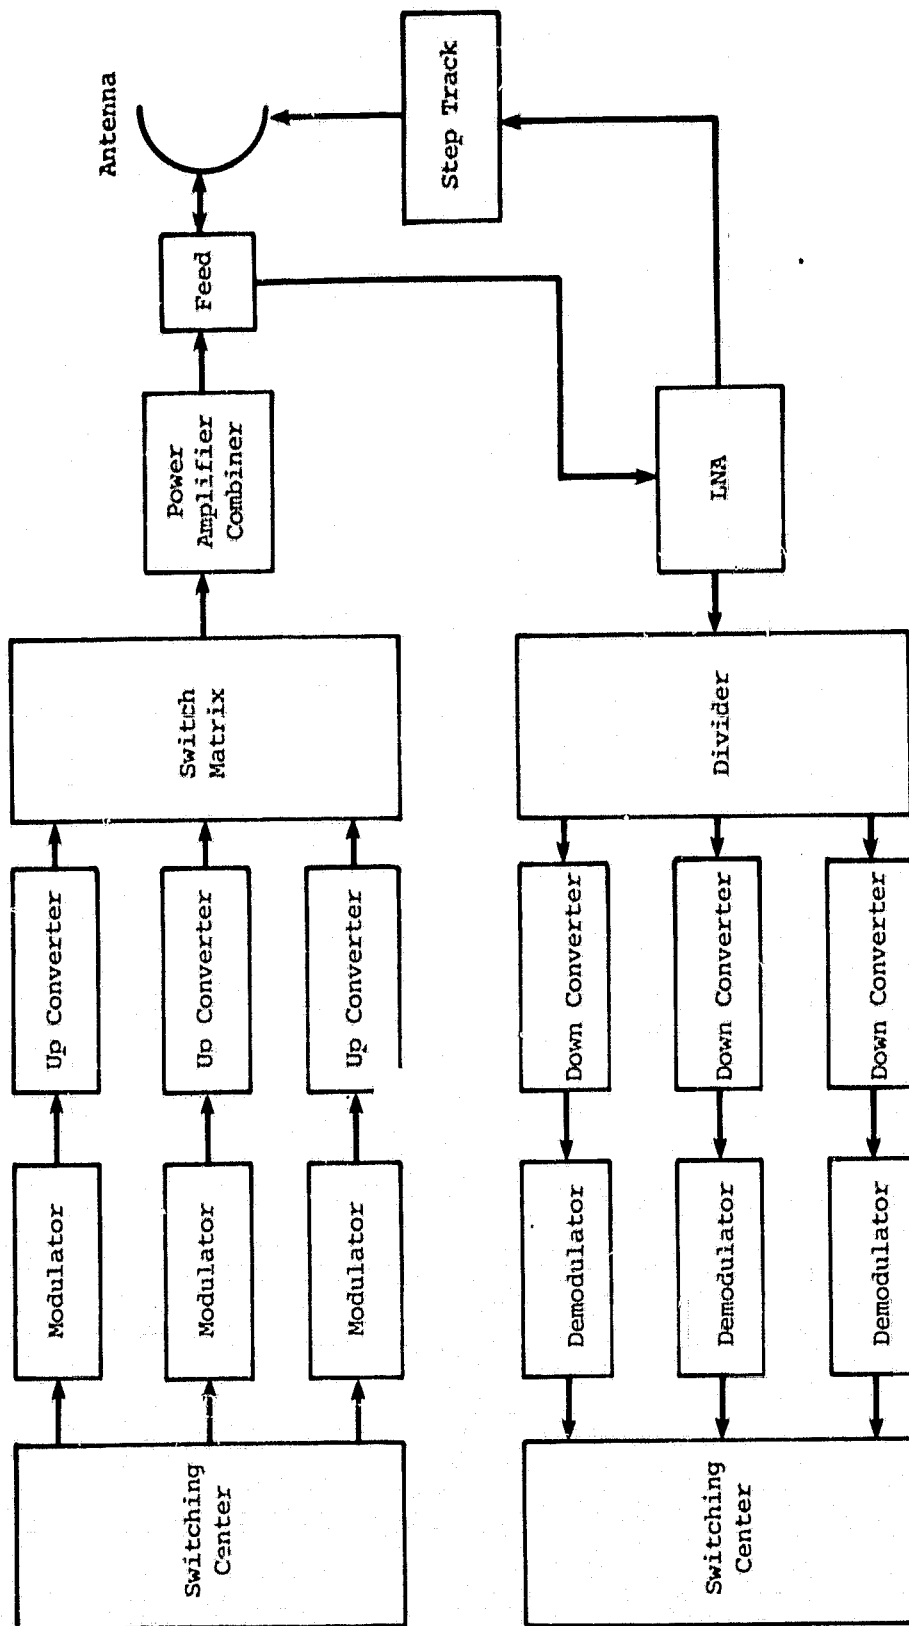 Antenna
Step Track
Feed
Power
Amplifier
Combiner
LNA
Switch
Matrix
Divider
Up Converter
Up Converter
Up Converter
Down Converter
Down Converter
Down Converter
Modulator
Modulator
Modulator
Demodulator
Demodulator
Demodulator
Switching
Center
Switching
Center